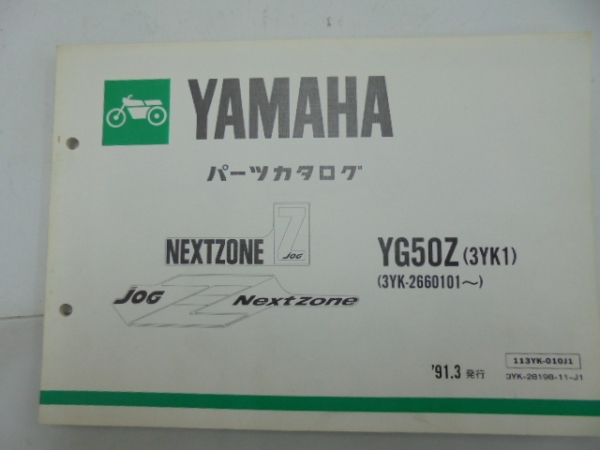 YAMAHA
パーツカタログ
NEXTZONE Z JOG
YG50Z (3YK1)
(3YK-2660101～)
JOG Z Nextzone
'91.3 発行
113YK-010J1
3YK-28198-11-J1